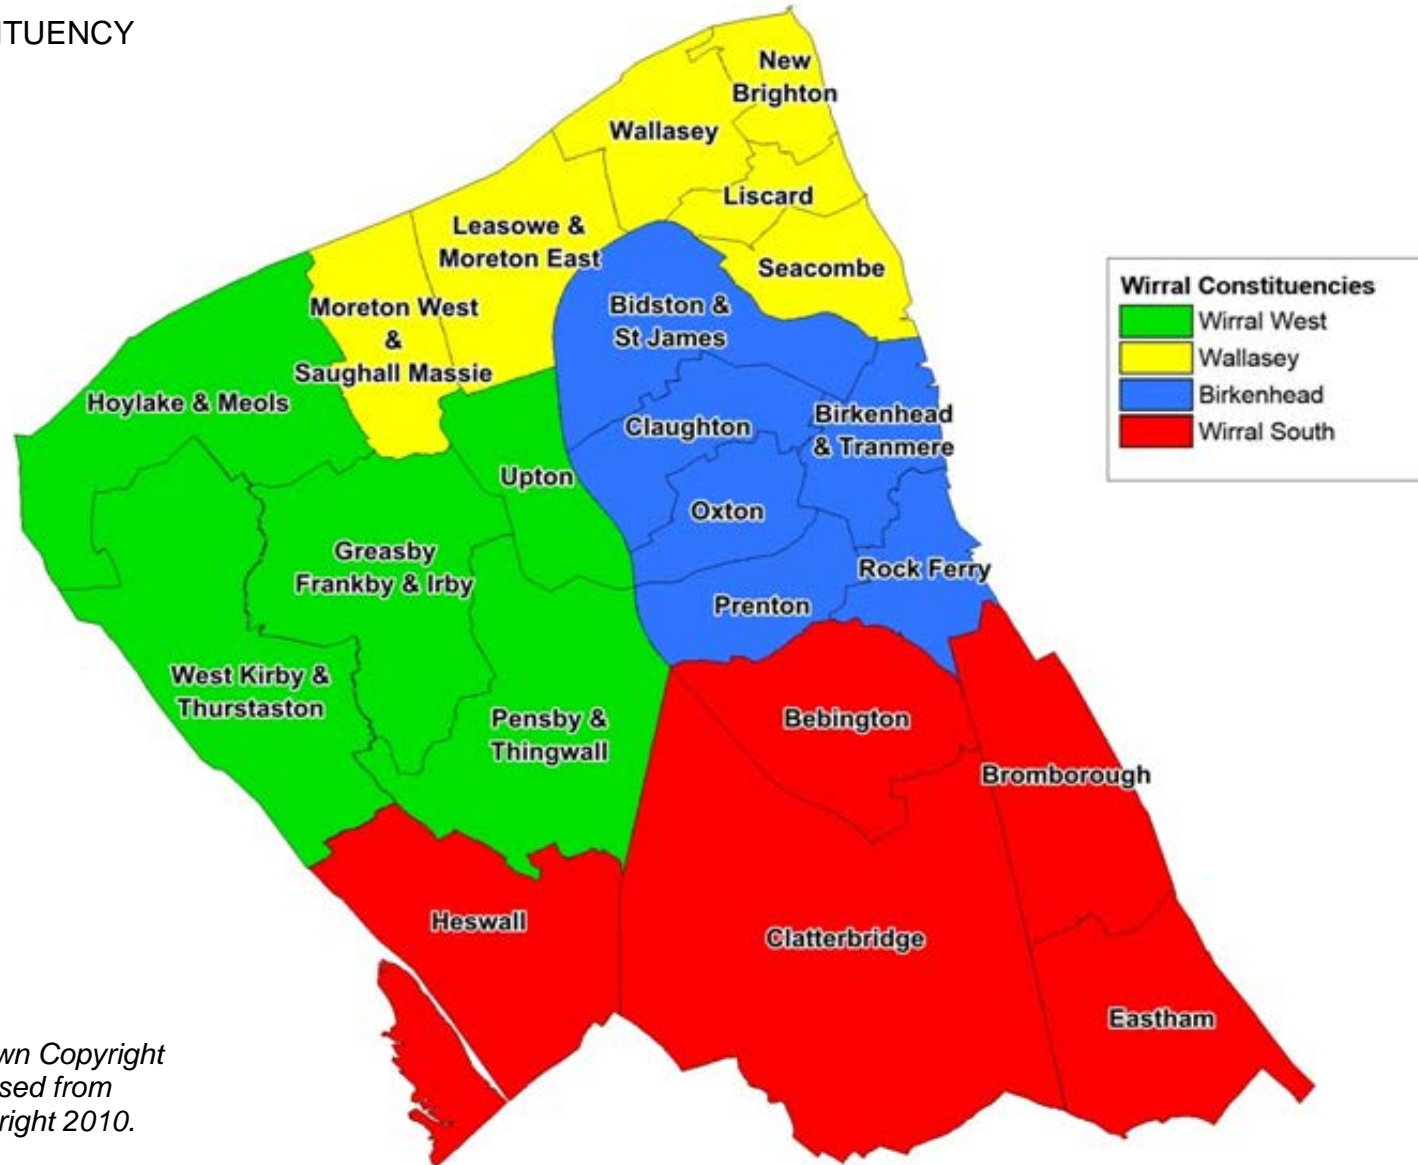 ITUENCY
New
Brighton
Wallasey
Liscard
Leasowe &
Moreton East
Seacombe
Moreton West
&
Saughall Massie
Bidston &
St James
Hoylake & Meols
Claughton
Birkenhead
& Tranmere
Upton
Oxton
Greasby
Frankby & Irby
Rock Ferry
Prenton
West Kirby &
Thurstaston
Pensby &
Thingwall
Bebington
Bromborough
Heswall
Clatterbridge
Eastham
Wirral Constituencies
Wirral West
Wallasey
Birkenhead
Wirral South
wn Copyright
sed from
right 2010.